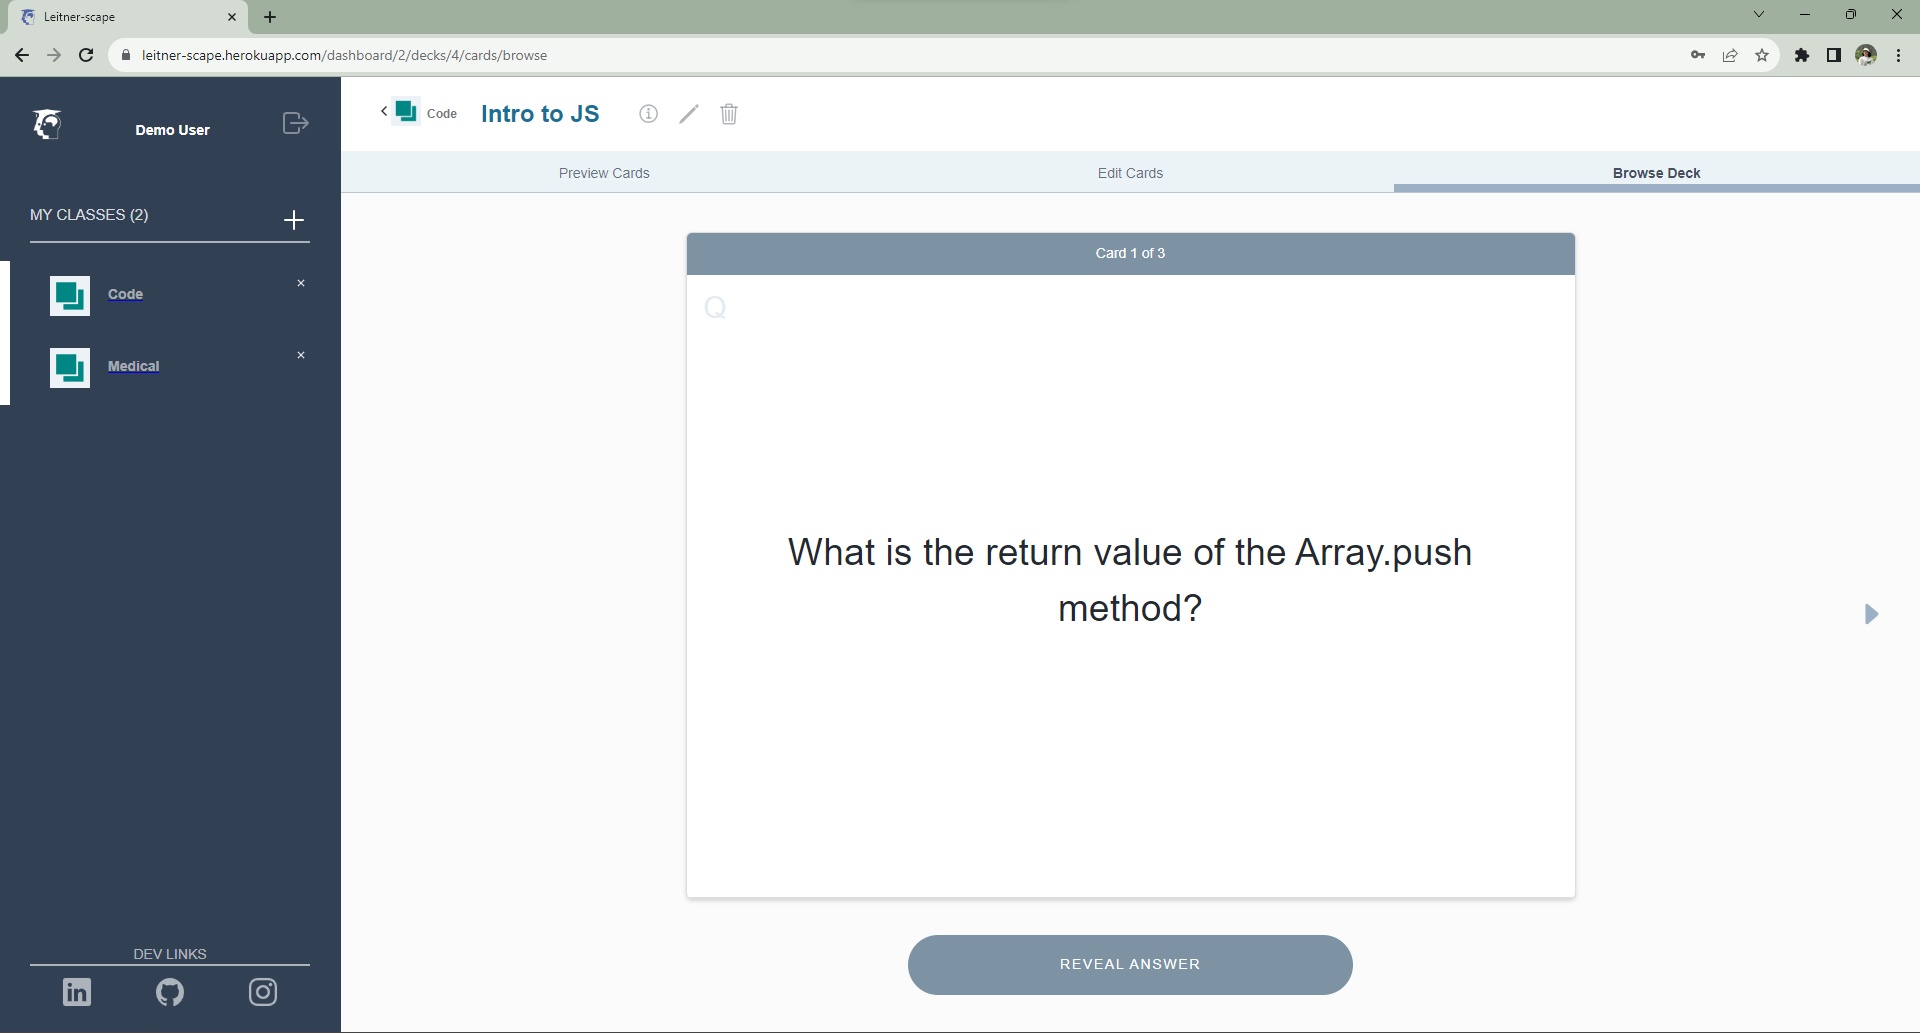 Leitner-scape
leitner-scape.herokuapp.com/dashboard/2/decks/4/cards/browse
Demo User
MY CLASSES (2)
Code
Medical
DEV LINKS
Code
Intro to JS
Preview Cards
Edit Cards
Browse Deck
Card 1 of 3
Q
What is the return value of the Array.push
method?
REVEAL ANSWER